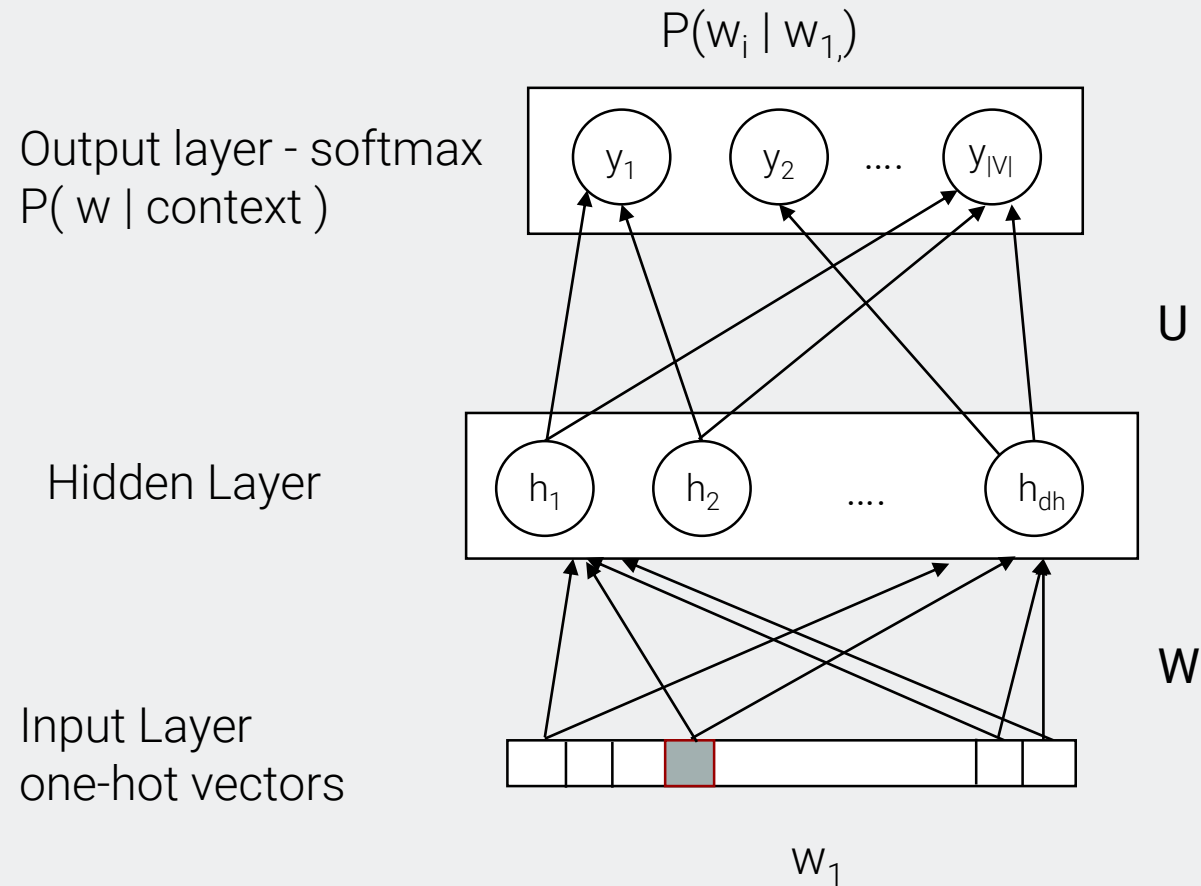 P(w_i | w_1,)
Output layer - softmax
P( w | context )
y_1 y_2 .... y_|V|
U
Hidden Layer
h_1 h_2 .... h_dh
W
Input Layer
one-hot vectors
w_1